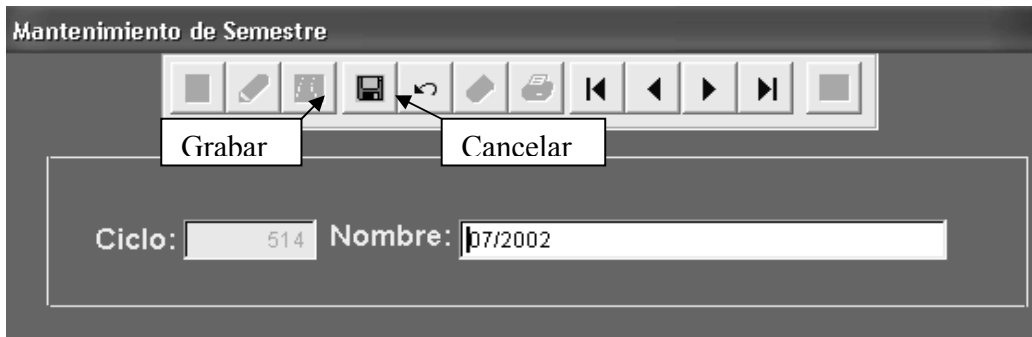 Mantenimiento de Semestre
Grabar
Cancelar
Ciclo: 514 Nombre: 07/2002